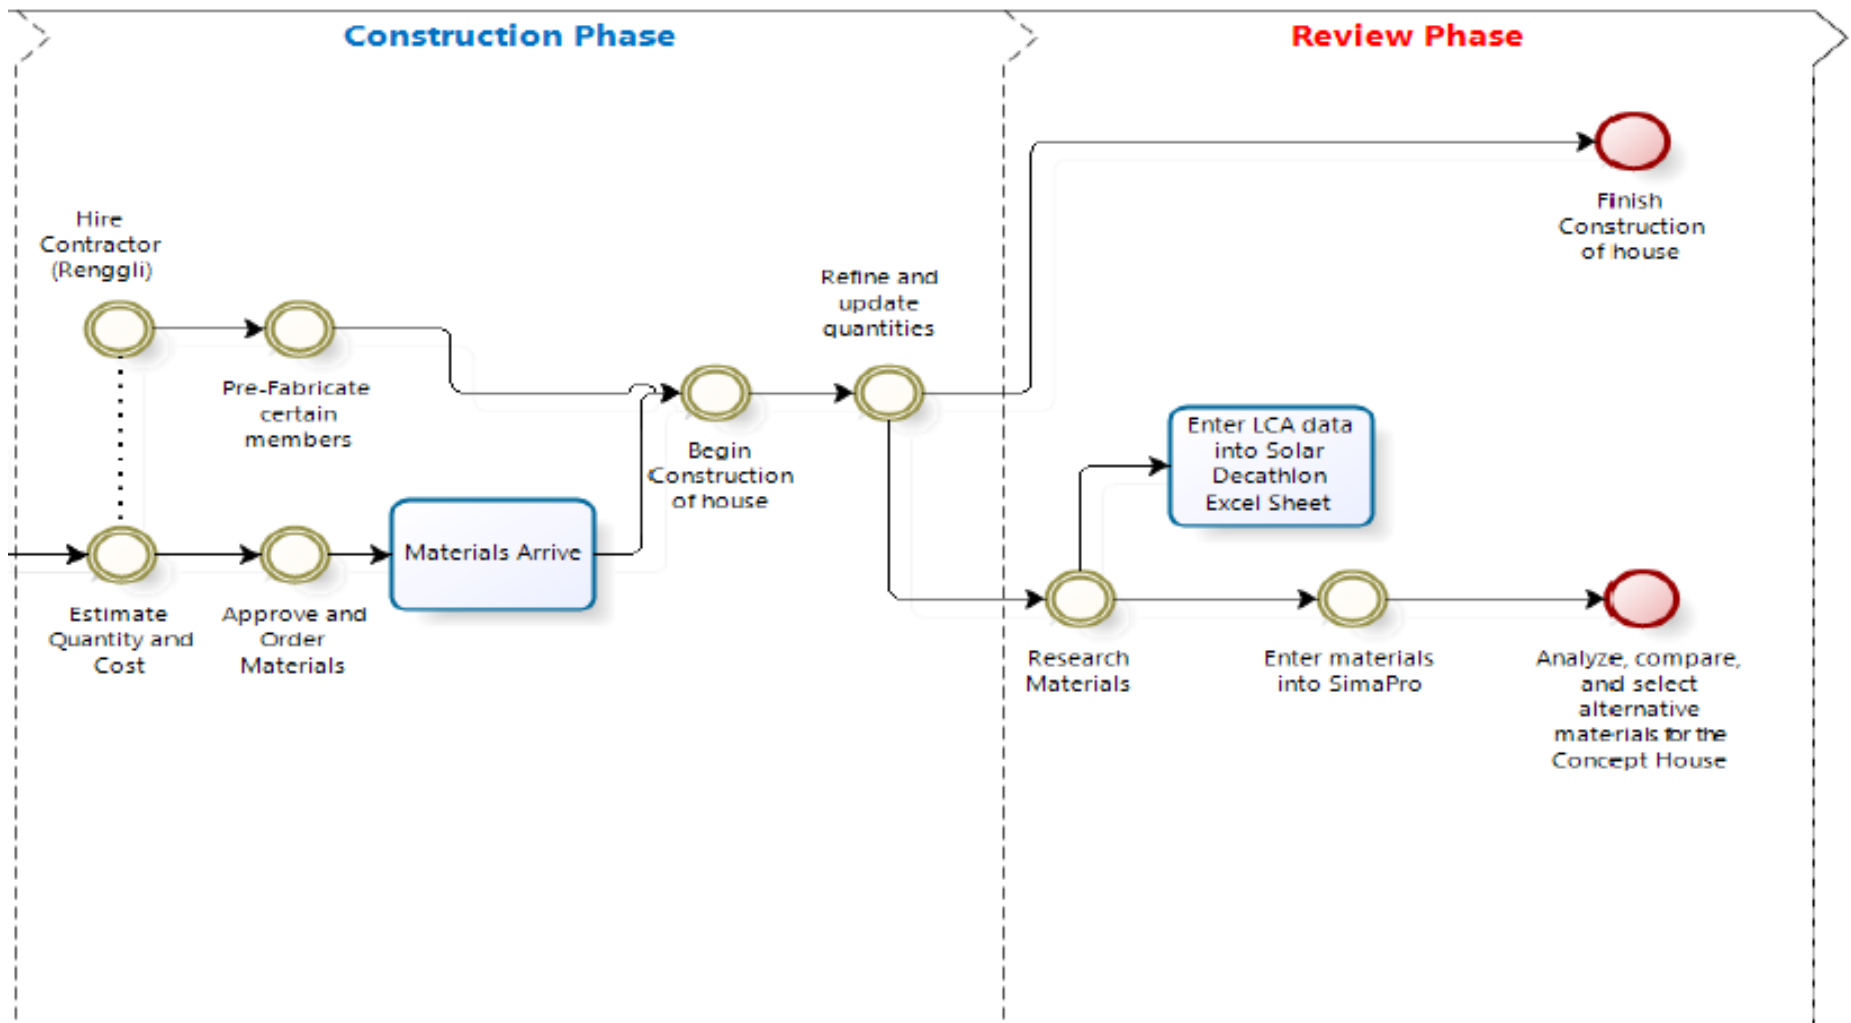 Construction Phase
Review Phase
Finish
Construction
of house
Hire
Contractor
(Renggli)
Refine and
update
quantities
Pre-Fabricate
certain
members
Begin
Construction
of house
Enter LCA data
into Solar
Decathlon
Excel Sheet
Materials Arrive
Estimate
Quantity and
Cost
Approve and
Order
Materials
Research
Materials
Enter materials
into SimaPro
Analyze, compare,
and select
alternative
materials for the
Concept House